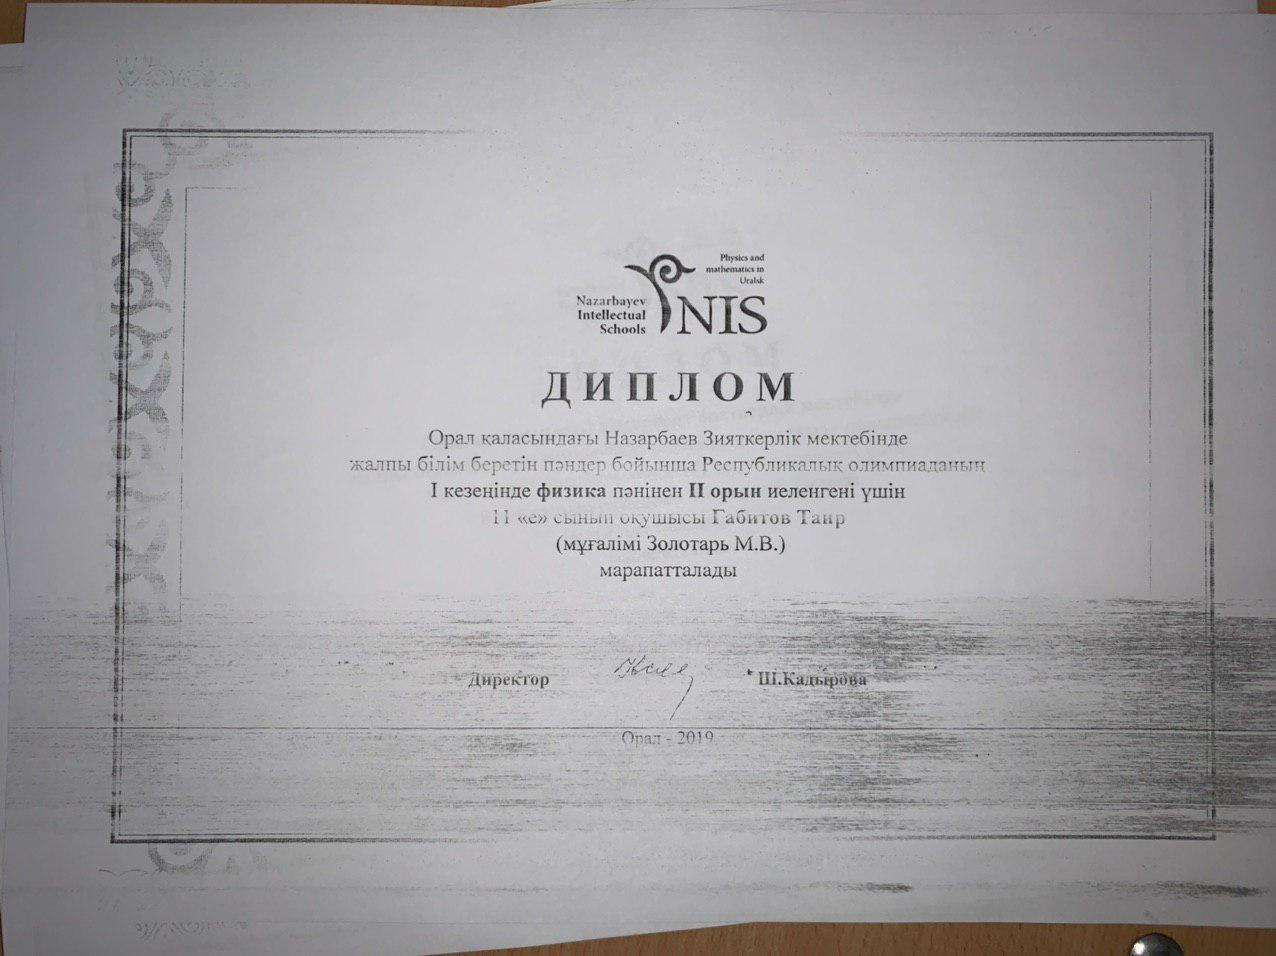 Physics and
mathematics in
Uralsk
Nazarbayev
Intellectual
Schools
NIS
ДИПЛОМ
Орал қаласындағы Назарбаев Зияткерлік мектебінде
жалпы білім беретін пәндер бойынша Республикалық олимпиаданың
І кезеңінде физика пәнінен ІІ орын иеленгені үшін
11 «е» сынып оқушысы Габитов Таир
(мұғалімі Золотарь М.В.)
марапатталады
Директор Ш.Кадырова
Орал - 2019